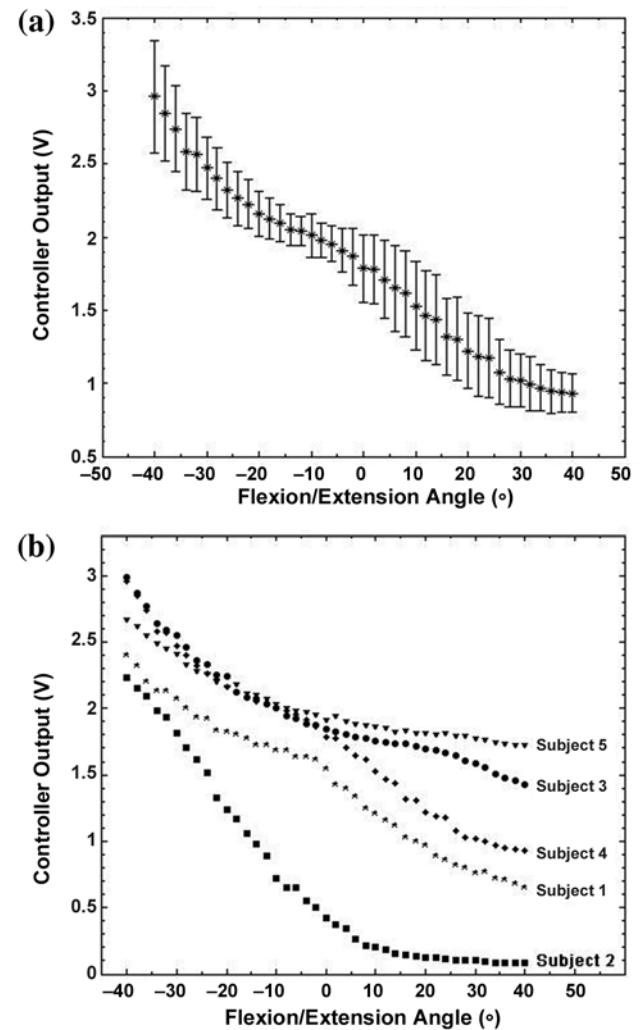 (a)
3.5
3
2.5
2
1.5
1
0.5
Controller Output (V)
−50 −40 −30 −20 −10 0 10 20 30 40 50
Flexion/Extension Angle (°)
(b)
3
2.5
2
1.5
1
0.5
0
Controller Output (V)
Subject 5
Subject 3
Subject 4
Subject 1
Subject 2
−40 −30 −20 −10 0 10 20 30 40 50
Flexion/Extension Angle (°)